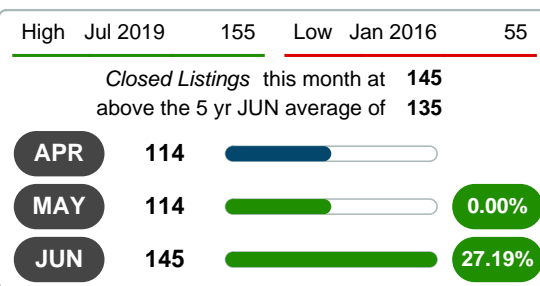 High Jul 2019 155 Low Jan 2016 55
Closed Listings this month at 145
above the 5 yr JUN average of 135
APR 114
MAY 114 0.00%
JUN 145 27.19%